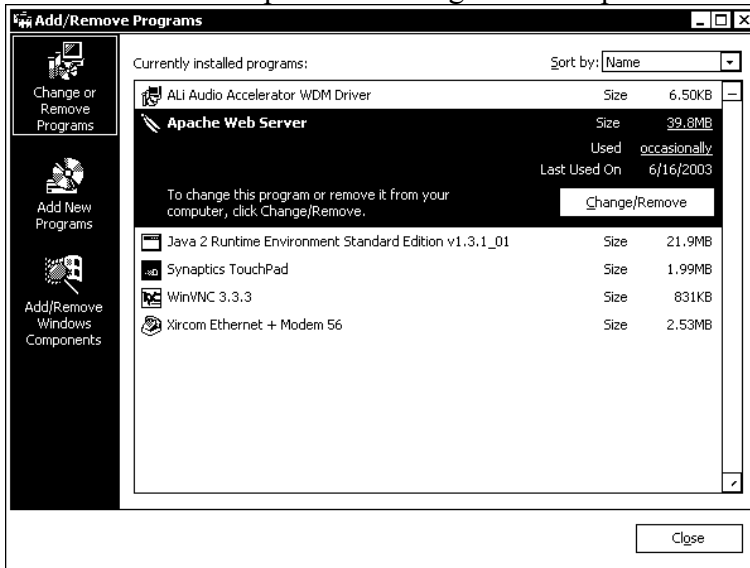 Add/Remove Programs
Change or
Remove
Programs
Add New
Programs
Add/Remove
Windows
Components
Currently installed programs:
Sort by: Name
ALi Audio Accelerator WDM Driver Size 6.50KB
Apache Web Server Size 39.8MB
Used occasionally
Last Used On 6/16/2003
To change this program or remove it from your
computer, click Change/Remove.
Change/Remove
Java 2 Runtime Environment Standard Edition v1.3.1_01 Size 21.9MB
Synaptics TouchPad Size 1.99MB
WinVNC 3.3.3 Size 831KB
Xircom Ethernet + Modem 56 Size 2.53MB
Close